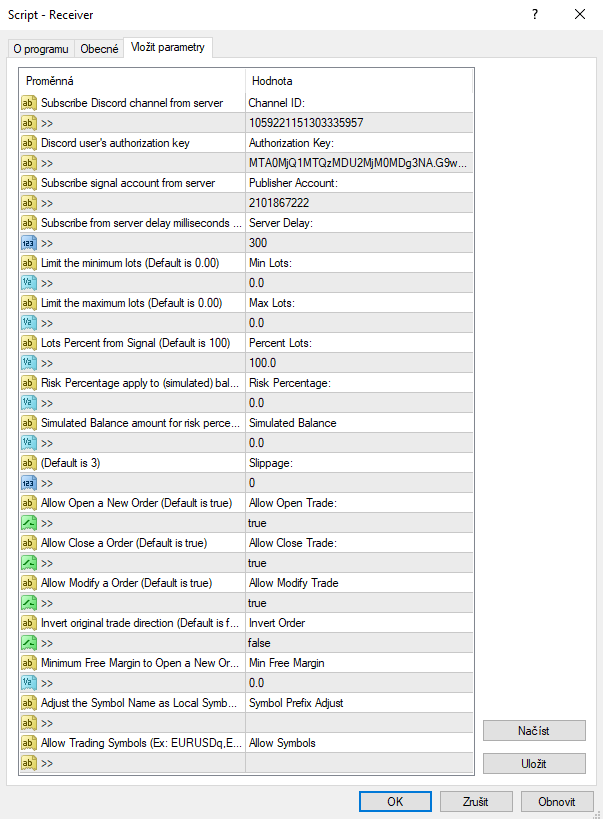 Script - Receiver
?
O programu Obecné Vložit parametry
Proměnná Hodnota
ab Subscribe Discord channel from server Channel ID:
ab >> 1059221151303335957
ab Discord user's authorization key Authorization Key:
ab >> MTA0MjQ1MTQzMDU2MjM0MDg3NA.G9w...
ab Subscribe signal account from server Publisher Account:
ab >> 2101867222
ab Subscribe from server delay milliseconds ... Server Delay:
123 >> 300
ab Limit the minimum lots (Default is 0.00) Min Lots:
½ >> 0.0
ab Limit the maximum lots (Default is 0.00) Max Lots:
½ >> 0.0
ab Lots Percent from Signal (Default is 100) Percent Lots:
½ >> 100.0
ab Risk Percentage apply to (simulated) bal... Risk Percentage:
½ >> 0.0
ab Simulated Balance amount for risk perce... Simulated Balance
½ >> 0.0
ab (Default is 3) Slippage:
123 >> 0
ab Allow Open a New Order (Default is true) Allow Open Trade:
>> true
ab Allow Close a Order (Default is true) Allow Close Trade:
>> true
ab Allow Modify a Order (Default is true) Allow Modify Trade
>> true
ab Invert original trade direction (Default is f... Invert Order
>> false
ab Minimum Free Margin to Open a New Or... Min Free Margin
½ >> 0.0
ab Adjust the Symbol Name as Local Symb... Symbol Prefix Adjust
ab >>
ab Allow Trading Symbols (Ex: EURUSDq,E... Allow Symbols
ab >>
Načíst
Uložit
OK Zrušit Obnovit